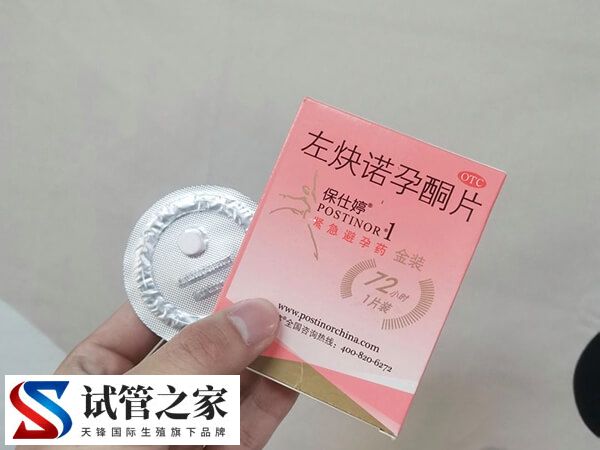 左炔诺孕酮片
OTC
保仕婷®
POSTINOR®1
紧急避孕药
金装
72小时
1片装
www.postinorchina.com
全国咨询热线：400-820-6272
S
试管之家
天锋国际生殖旗下品牌